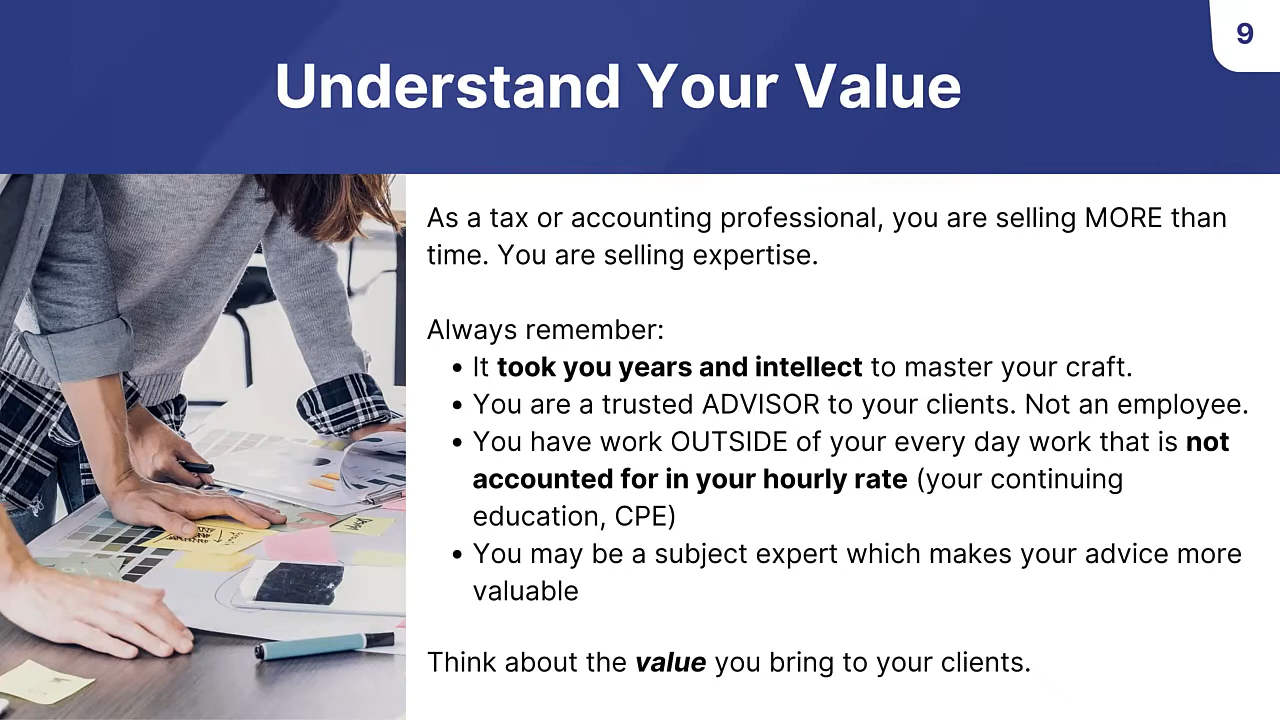 9
Understand Your Value
As a tax or accounting professional, you are selling MORE than
time. You are selling expertise.
Always remember:
• It took you years and intellect to master your craft.
• You are a trusted ADVISOR to your clients. Not an employee.
• You have work OUTSIDE of your every day work that is not
accounted for in your hourly rate (your continuing
education, CPE)
• You may be a subject expert which makes your advice more
valuable
Think about the value you bring to your clients.